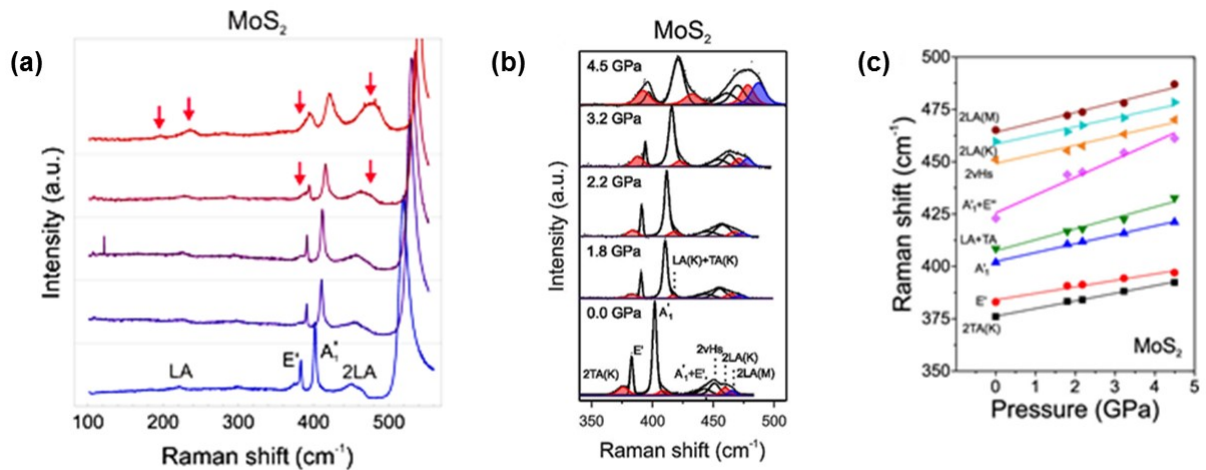 (a)
MoS₂
Intensity (a.u.)
LA
E'
A₁'
2LA
100 200 300 400 500
Raman shift (cm⁻¹)
(b)
MoS₂
4.5 GPa
3.2 GPa
2.2 GPa
1.8 GPa
LA(K)+TA(K)
0.0 GPa
A'₁
E'
2TA(K)
A'₁+E'
2vHs
2LA(K)
2LA(M)
Intensity (a.u.)
350 400 450 500
Raman shift (cm⁻¹)
(c)
500
475
450
425
400
375
350
Raman shift (cm⁻¹)
2LA(M)
2LA(K)
2vHs
A'₁+E''
LA+TA
A'₁
E'
2TA(K)
MoS₂
0 1 2 3 4 5
Pressure (GPa)